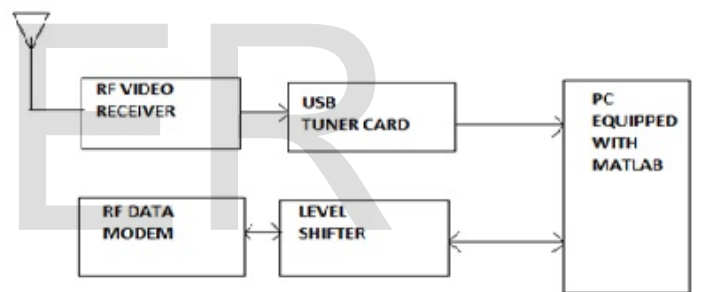 RF VIDEO
RECEIVER
USB
TUNER CARD
PC
EQUIPPED
WITH
MATLAB
RF DATA
MODEM
LEVEL
SHIFTER
ER